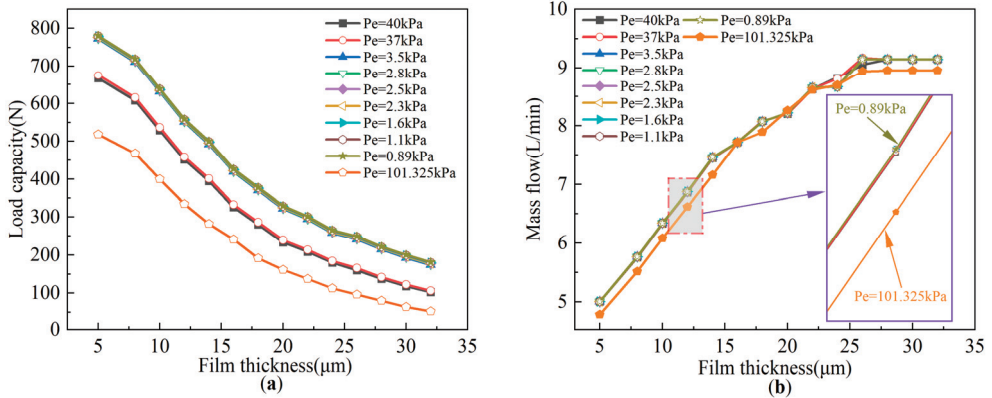 Load capacity(N)
800
700
600
500
400
300
200
100
0
5
10
15
20
25
30
35
Film thickness(μm)
(a)
Pe=40kPa
Pe=37kPa
Pe=3.5kPa
Pe=2.8kPa
Pe=2.5kPa
Pe=2.3kPa
Pe=1.6kPa
Pe=1.1kPa
Pe=0.89kPa
Pe=101.325kPa
Mass flow(L/min)
10
9
8
7
6
5
5
10
15
20
25
30
35
Film thickness(μm)
(b)
Pe=40kPa
Pe=0.89kPa
Pe=37kPa
Pe=101.325kPa
Pe=3.5kPa
Pe=2.8kPa
Pe=2.5kPa
Pe=2.3kPa
Pe=1.6kPa
Pe=1.1kPa
Pe=0.89kPa
Pe=101.325kPa